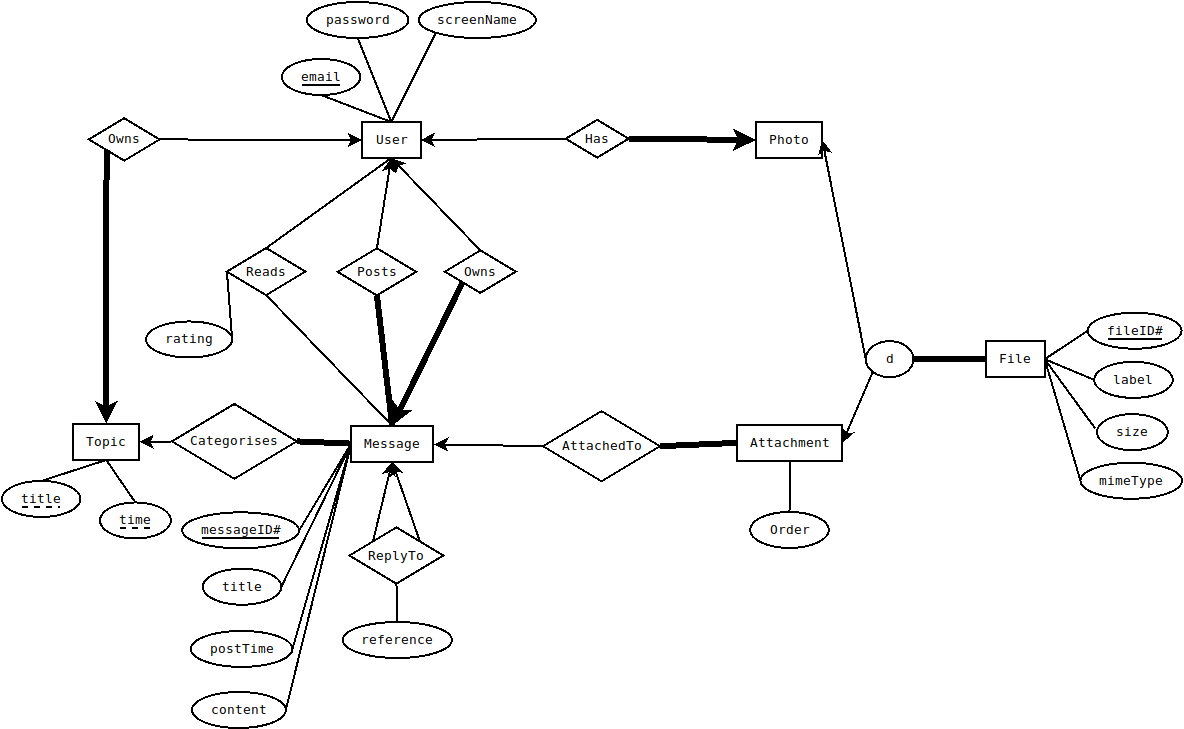 password
screenName
email
Owns
User
Has
Photo
Reads
Posts
Owns
rating
fileID#
d
File
label
size
mimeType
Topic
Categorises
Message
AttachedTo
Attachment
title
time
messageID#
Order
ReplyTo
title
reference
postTime
content